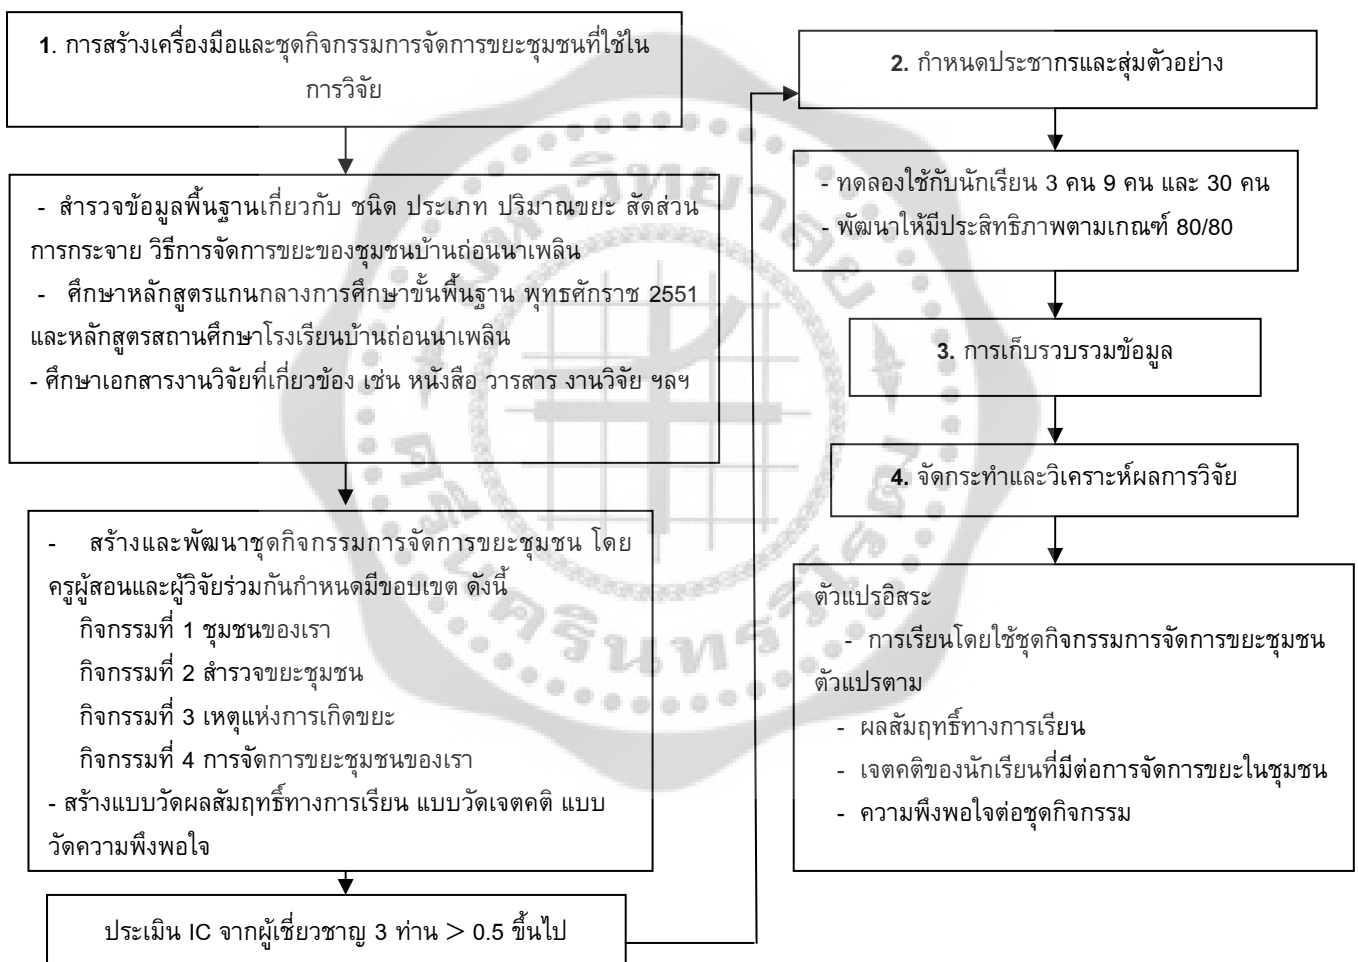 1. การสร้างเครื่องมือและชุดกิจกรรมการจัดการขยะชุมชนที่ใช้ใน
การวิจัย
- สำรวจข้อมูลพื้นฐานเกี่ยวกับ ชนิด ประเภท ปริมาณขยะ สัดส่วน
การกระจาย วิธีการจัดการขยะของชุมชนบ้านถ่อนนาเพลิน
- ศึกษาหลักสูตรแกนกลางการศึกษาขั้นพื้นฐาน พุทธศักราช 2551
และหลักสูตรสถานศึกษาโรงเรียนบ้านถ่อนนาเพลิน
- ศึกษาเอกสารงานวิจัยที่เกี่ยวข้อง เช่น หนังสือ วารสาร งานวิจัย ฯลฯ
- สร้างและพัฒนาชุดกิจกรรมการจัดการขยะชุมชน โดย
ครูผู้สอนและผู้วิจัยร่วมกันกำหนดมีขอบเขต ดังนี้
กิจกรรมที่ 1 ชุมชนของเรา
กิจกรรมที่ 2 สำรวจขยะชุมชน
กิจกรรมที่ 3 เหตุแห่งการเกิดขยะ
กิจกรรมที่ 4 การจัดการขยะชุมชนของเรา
- สร้างแบบวัดผลสัมฤทธิ์ทางการเรียน แบบวัดเจตคติ แบบ
วัดความพึงพอใจ
ประเมิน IC จากผู้เชี่ยวชาญ 3 ท่าน > 0.5 ขึ้นไป
2. กำหนดประชากรและสุ่มตัวอย่าง
- ทดลองใช้กับนักเรียน 3 คน 9 คน และ 30 คน
- พัฒนาให้มีประสิทธิภาพตามเกณฑ์ 80/80
3. การเก็บรวบรวมข้อมูล
4. จัดกระทำและวิเคราะห์ผลการวิจัย
ตัวแปรอิสระ
- การเรียนโดยใช้ชุดกิจกรรมการจัดการขยะชุมชน
ตัวแปรตาม
- ผลสัมฤทธิ์ทางการเรียน
- เจตคติของนักเรียนที่มีต่อการจัดการขยะในชุมชน
- ความพึงพอใจต่อชุดกิจกรรม
มหาวิทยาลัย
ศรีนครินทรวิโรฒ